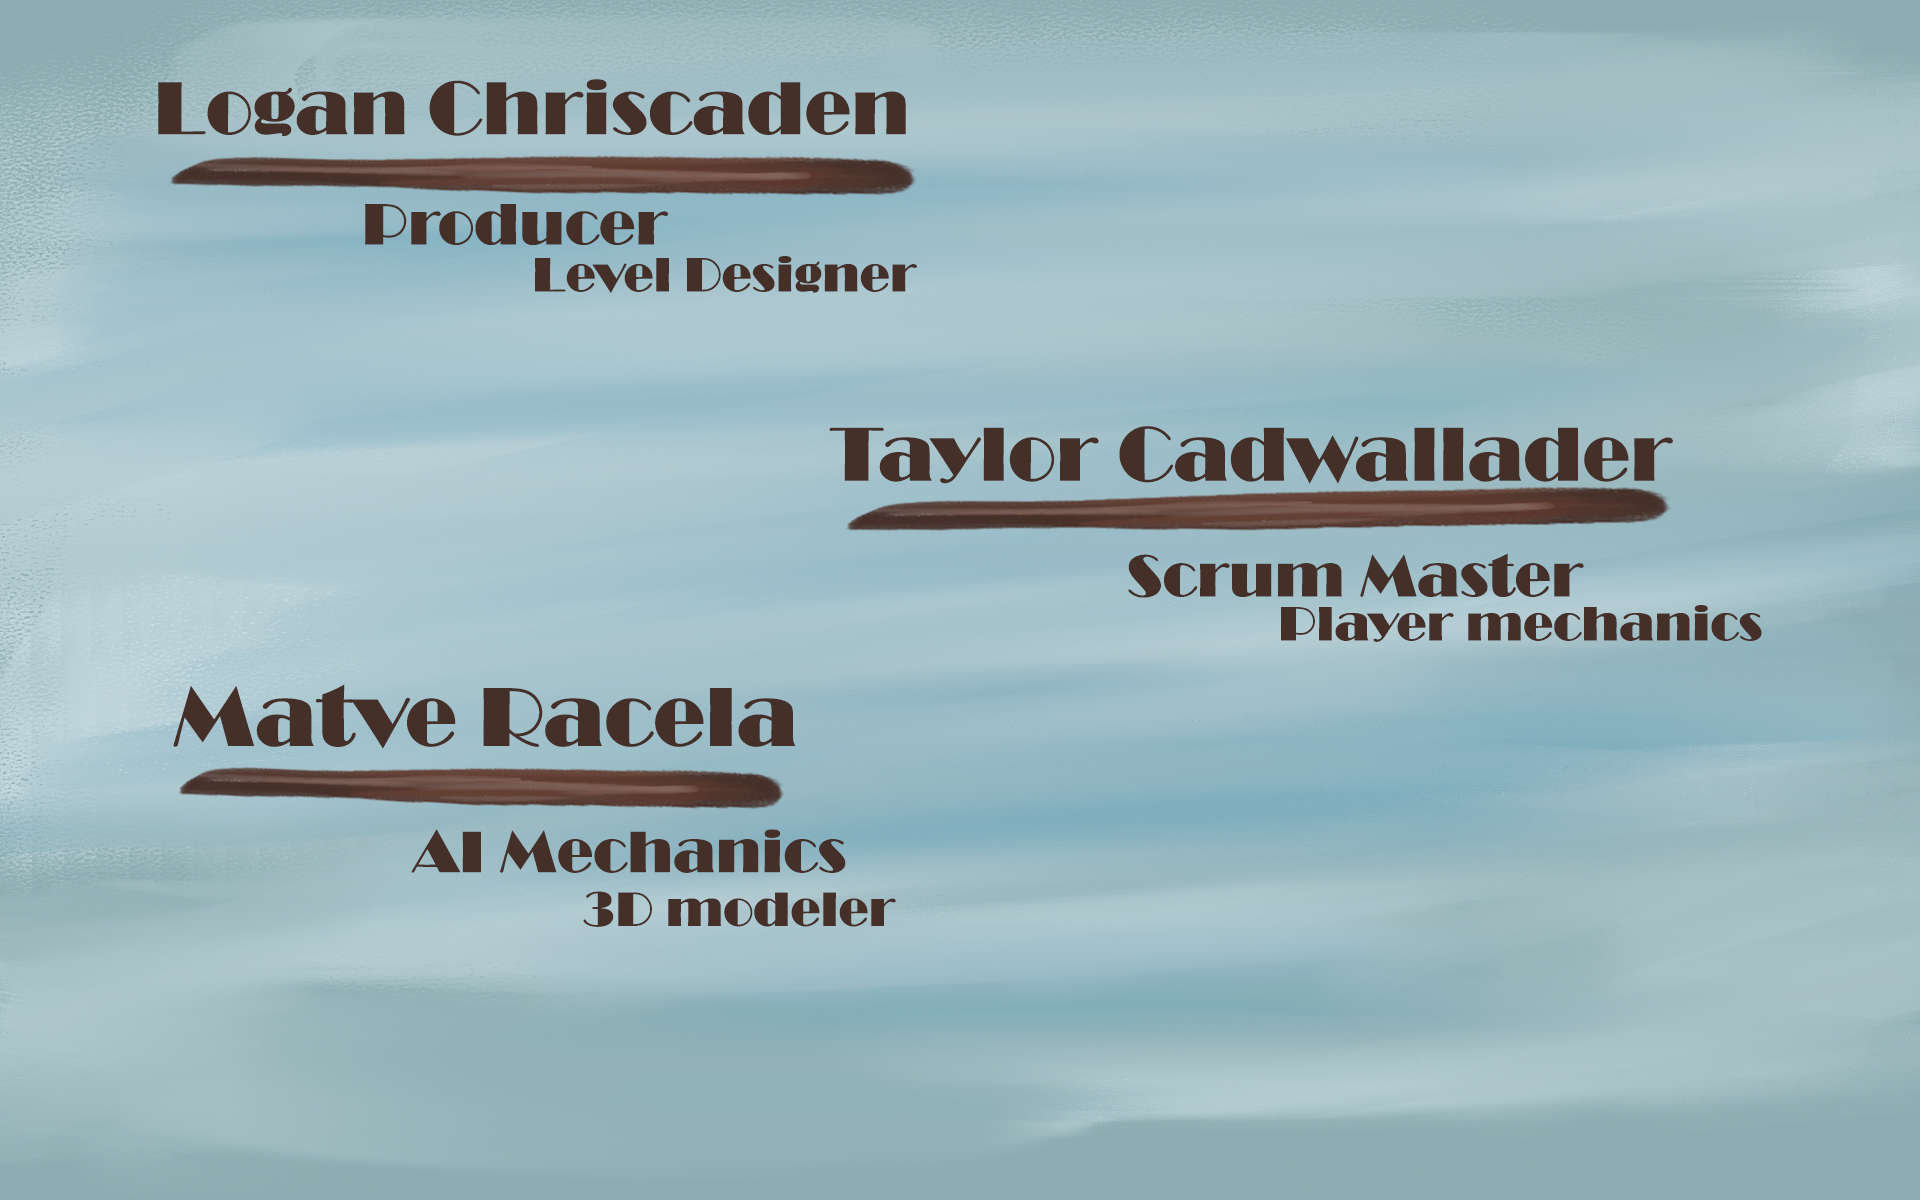 Logan Chriscaden
Producer
Level Designer
Taylor Cadwallader
Scrum Master
Player mechanics
Matve Racela
AI Mechanics
3D modeler